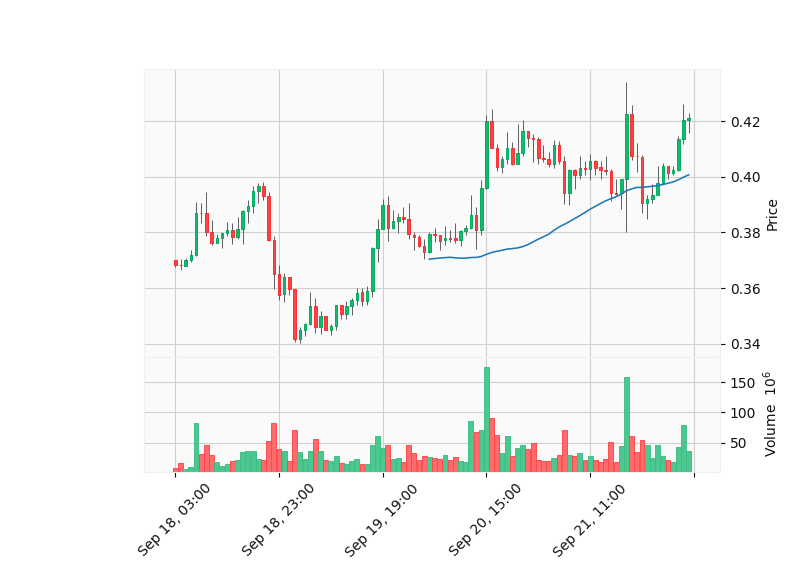 0.42
0.40
0.38
0.36
0.34
Price
150
100
50
Volume 10^6
Sep 18, 03:00
Sep 18, 23:00
Sep 19, 19:00
Sep 20, 15:00
Sep 21, 11:00